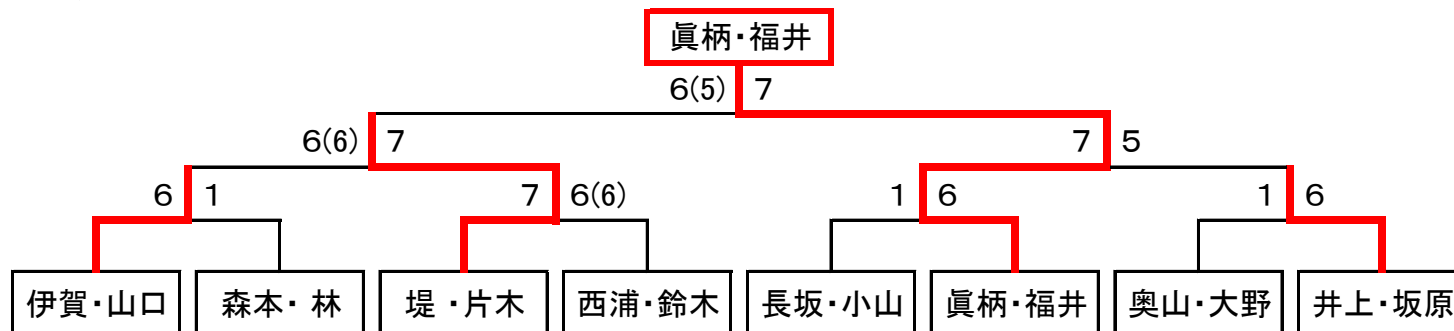 眞柄・福井
6(5) 7
6(6) 7 7 5
6 1 7 6(6) 1 6 1 6
伊賀・山口 森本・ 林 堤 ・片木 西浦・鈴木 長坂・小山 眞柄・福井 奥山・大野 井上・坂原